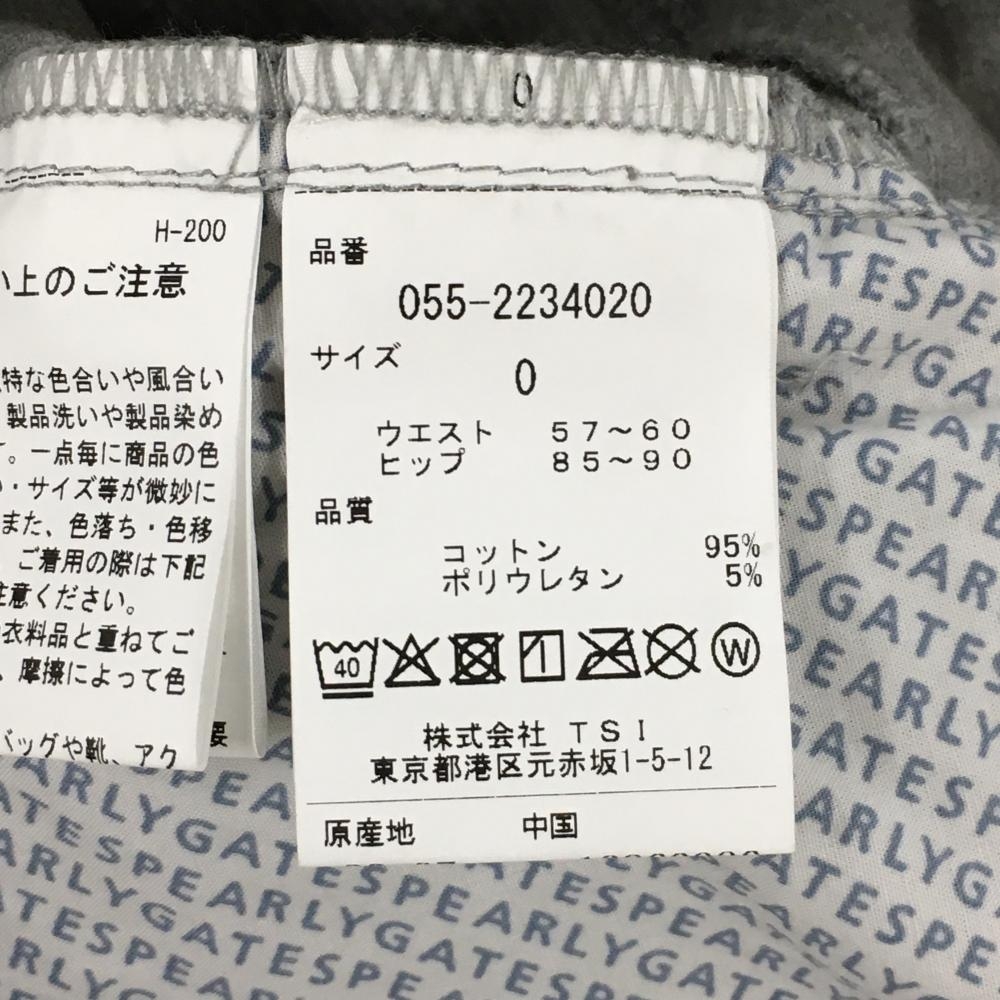 0
H-200
い上のご注意
特な色合いや風合い
製品洗いや製品染め
。一点毎に商品の色
・サイズ等が微妙に
また、色落ち・色移
ご着用の際は下記
注意ください。
衣料品と重ねてご
、摩擦によって色
バッグや靴、アク
品番
055-2234020
サイズ
0
ウエスト 57～60
ヒップ 85～90
品質
コットン 95%
ポリウレタン 5%
40
W
株式会社 TSI
東京都港区元赤坂1-5-12
原産地 中国
PEARLYGATES
PEARLYGATES